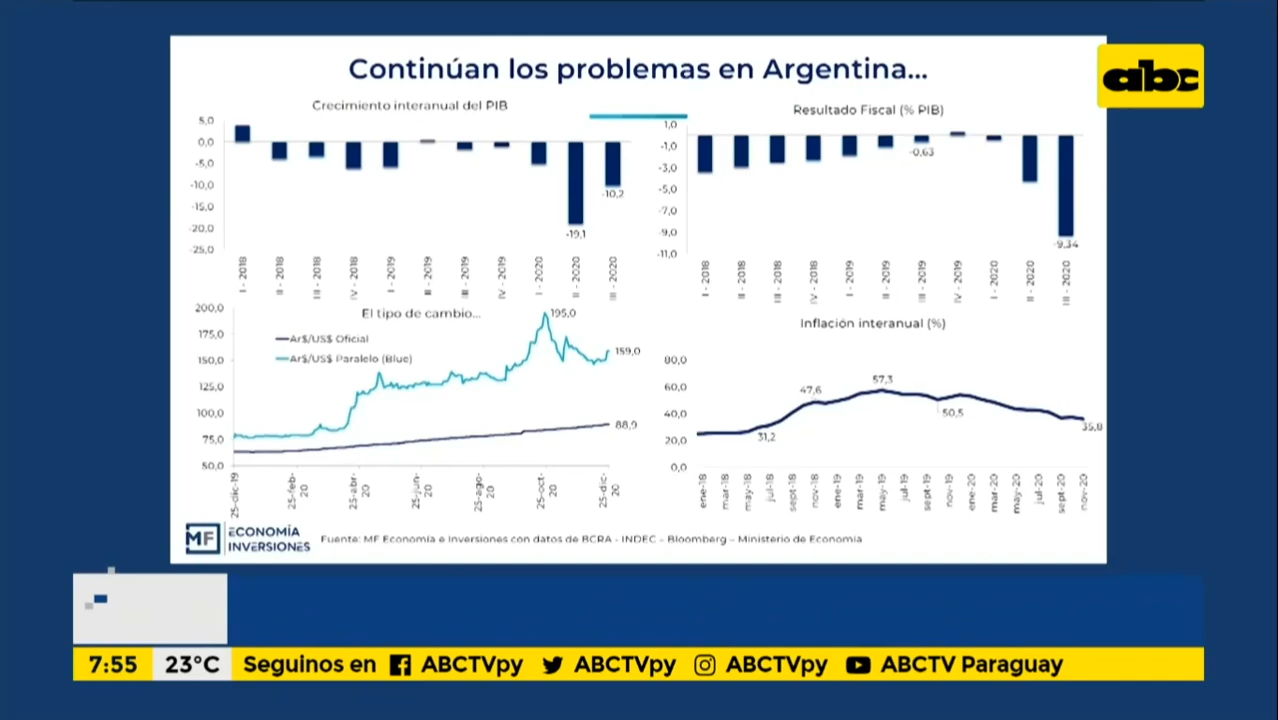 Continúan los problemas en Argentina...
abc
Crecimiento interanual del PIB
5,0
0,0
-5,0
-10,0
-15,0
-20,0
-25,0
-19,1
-10,2
I - 2018
II - 2018
III - 2018
IV - 2018
I - 2019
II - 2019
III - 2019
IV - 2019
I - 2020
II - 2020
III - 2020
Resultado Fiscal (% PIB)
1,0
-1,0
-3,0
-5,0
-7,0
-9,0
-11,0
-0,63
-9,34
I - 2018
II - 2018
III - 2018
IV - 2018
I - 2019
II - 2019
III - 2019
IV - 2019
I - 2020
II - 2020
III - 2020
El tipo de cambio...
200,0
175,0
150,0
125,0
100,0
75,0
50,0
Ar$/US$ Oficial
Ar$/US$ Paralelo (Blue)
195,0
159,0
88,9
25-dic-19
25-feb-20
25-abr-20
25-jun-20
25-ago-20
25-oct-20
25-dic-20
Inflación interanual (%)
80,0
60,0
40,0
20,0
0,0
31,2
47,6
57,3
50,5
35,8
ene-18
mar-18
may-18
jul-18
sept-18
nov-18
ene-19
mar-19
may-19
jul-19
sept-19
nov-19
ene-20
mar-20
may-20
jul-20
sept-20
nov-20
MF ECONOMÍA
INVERSIONES
Fuente: MF Economía e Inversiones con datos de BCRA - INDEC – Bloomberg – Ministerio de Economía
7:55 23°C Seguinos en ABCTVpy ABCTVpy ABCTVpy ABCTV Paraguay